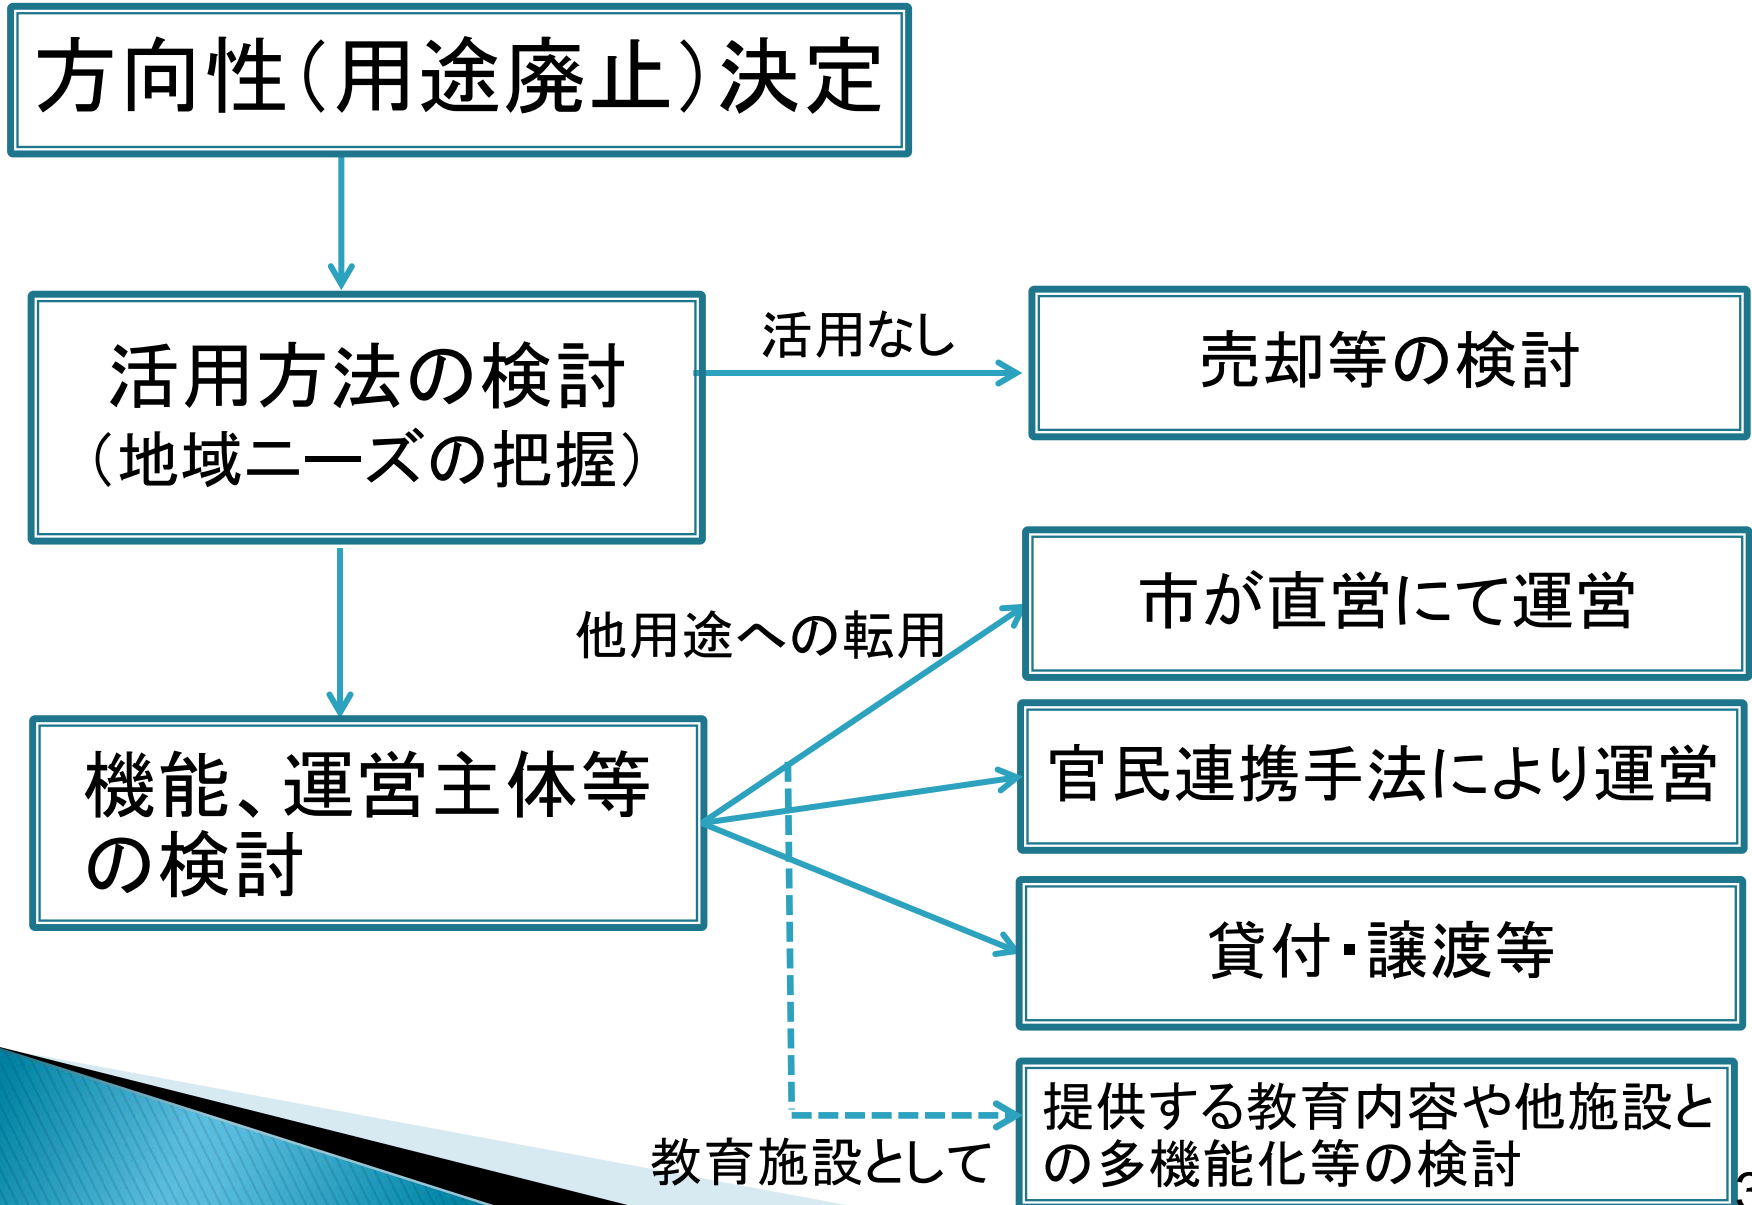 方向性（用途廃止）決定
活用方法の検討
（地域ニーズの把握）
活用なし
売却等の検討
他用途への転用
市が直営にて運営
機能、運営主体等
の検討
官民連携手法により運営
貸付・譲渡等
教育施設として
提供する教育内容や他施設と
の多機能化等の検討